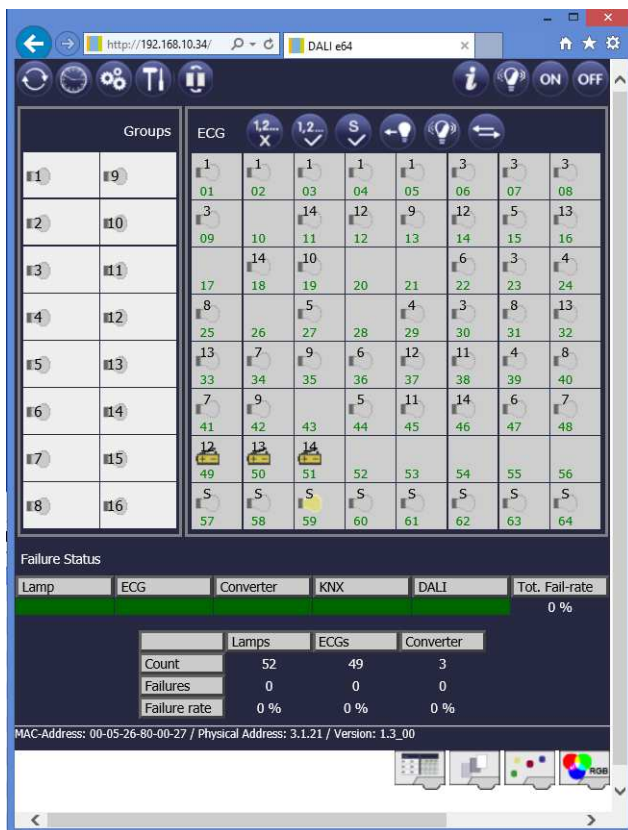 http://192.168.10.34/ DALI e64
i ON OFF
Groups ECG 1,2... 1,2... S
1 9 1 1 1 1 1 3 3 3
01 02 03 04 05 06 07 08
2 10 3 14 12 9 12 5 13
09 10 11 12 13 14 15 16
3 11 14 10 6 3 4
17 18 19 20 21 22 23 24
4 12 8 5 4 3 8 13
25 26 27 28 29 30 31 32
5 13 13 7 9 6 12 11 4 8
33 34 35 36 37 38 39 40
6 14 7 9 5 11 14 6 7
41 42 43 44 45 46 47 48
7 15 12 13 14
49 50 51 52 53 54 55 56
8 16 S S S S S S S S
57 58 59 60 61 62 63 64
Failure Status
Lamp ECG Converter KNX DALI Tot. Fail-rate
0 %
Lamps ECGs Converter
Count 52 49 3
Failures 0 0 0
Failure rate 0 % 0 % 0 %
MAC-Address: 00-05-26-80-00-27 / Physical Address: 3.1.21 / Version: 1.3_00
RGB